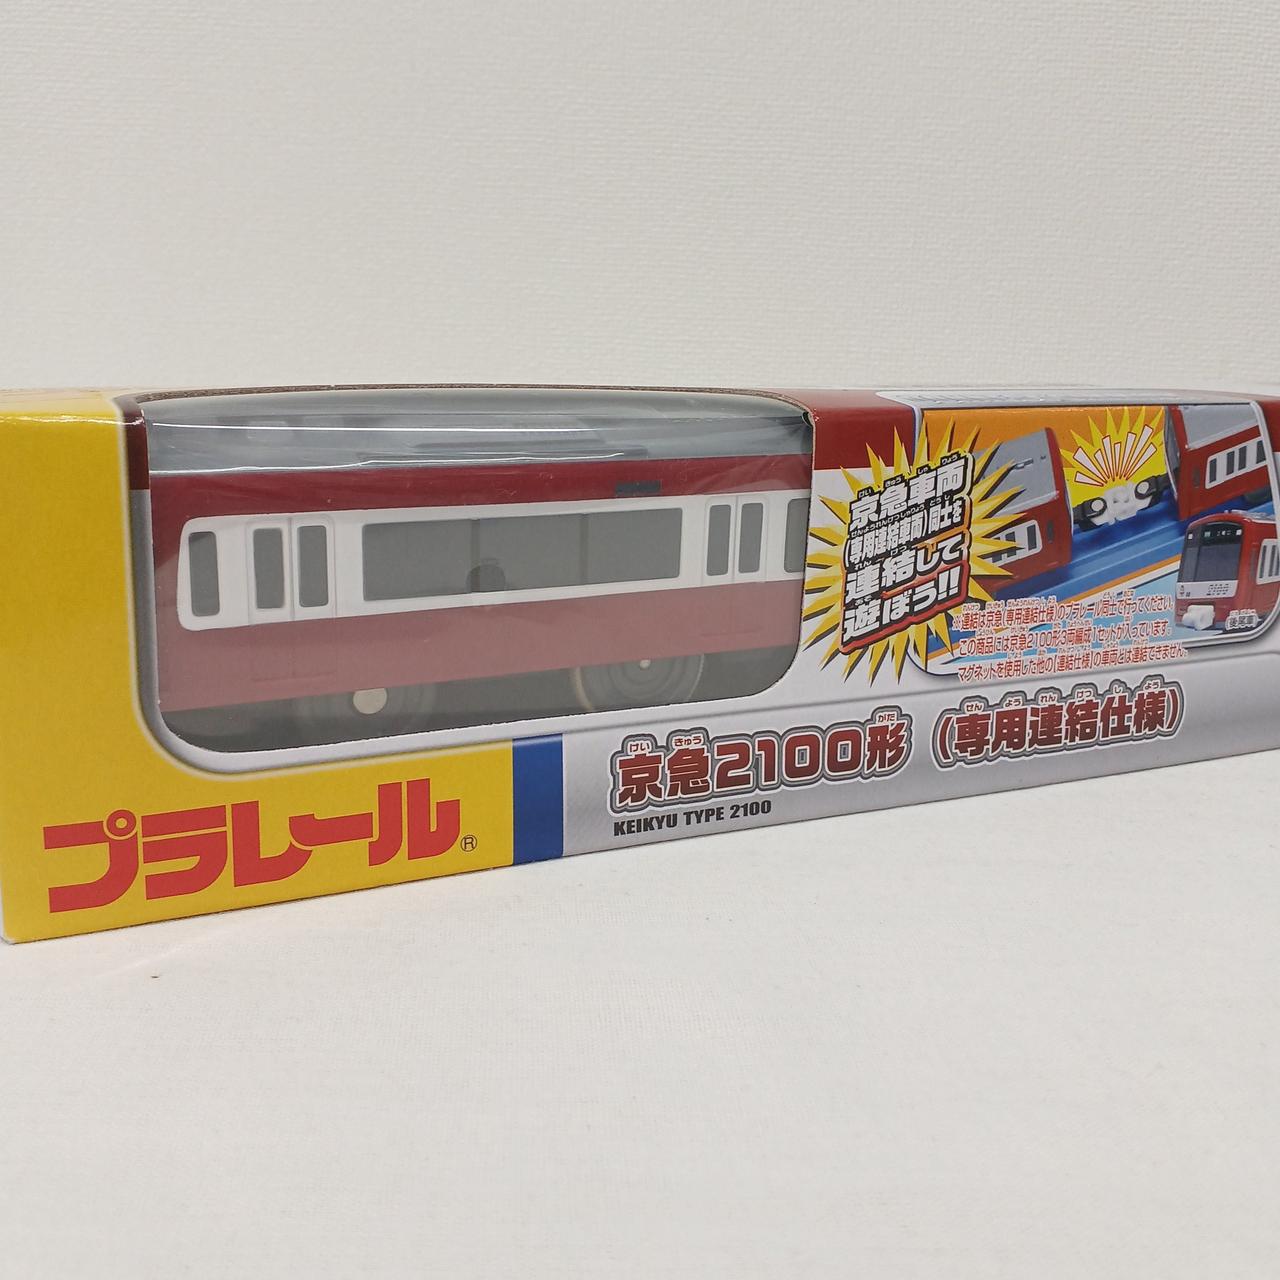 京急車両
(専用連結車両)同士を
連結して
遊ぼう!!
※連結は京急(専用連結仕様)のプラレール同士で行ってください。
この商品には京急2100形3両編成1セットが入っています。
マグネットを使用した他の「連結仕様」の車両とは連結できません。
後尾車
京急2100形 (専用連結仕様)
KEIKYU TYPE 2100
プラレール®